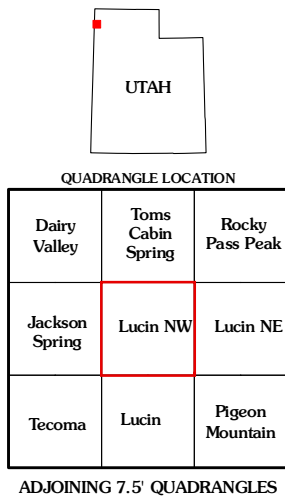 UTAH
QUADRANGLE LOCATION
Dairy
Valley
Toms
Cabin
Spring
Rocky
Pass Peak
Jackson
Spring
Lucin NW
Lucin NE
Tecoma
Lucin
Pigeon
Mountain
ADJOINING 7.5' QUADRANGLES